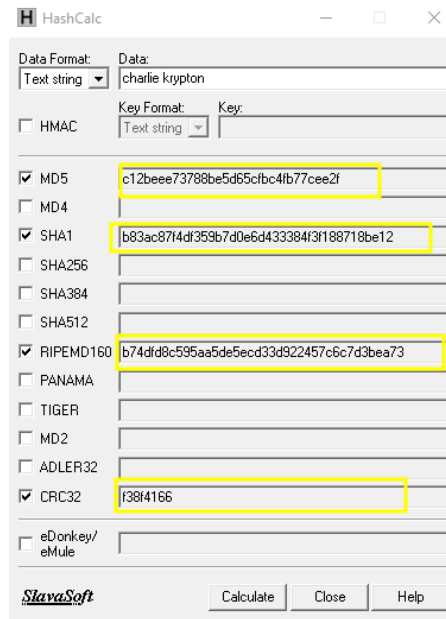 H HashCalc
Data Format: Data:
Text string charlie krypton
Key Format: Key:
HMAC Text string
MD5 c12beee73788be5d65cfbc4fb77cee2f
MD4
SHA1 b83ac87f4df359b7d0e6d433384f3f188718be12
SHA256
SHA384
SHA512
RIPEMD160 b74dfd8c595aa5de5ecd33d922457c6c7d3bea73
PANAMA
TIGER
MD2
ADLER32
CRC32 f38f4166
eDonkey/
eMule
SlavaSoft Calculate Close Help